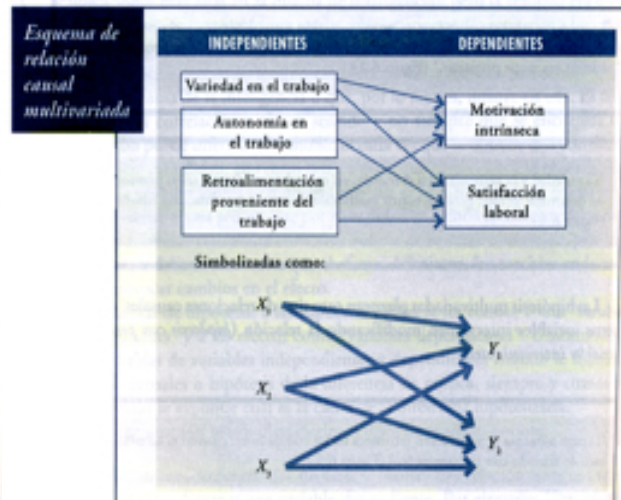 Esquema de
relación
causal
multivariada
INDEPENDIENTES
DEPENDIENTES
Variedad en el trabajo
Autonomía en
el trabajo
Retroalimentación
proveniente del
trabajo
Motivación
intrínseca
Satisfacción
laboral
Simbolizadas como:
X₁
X₂
X₃
Y₁